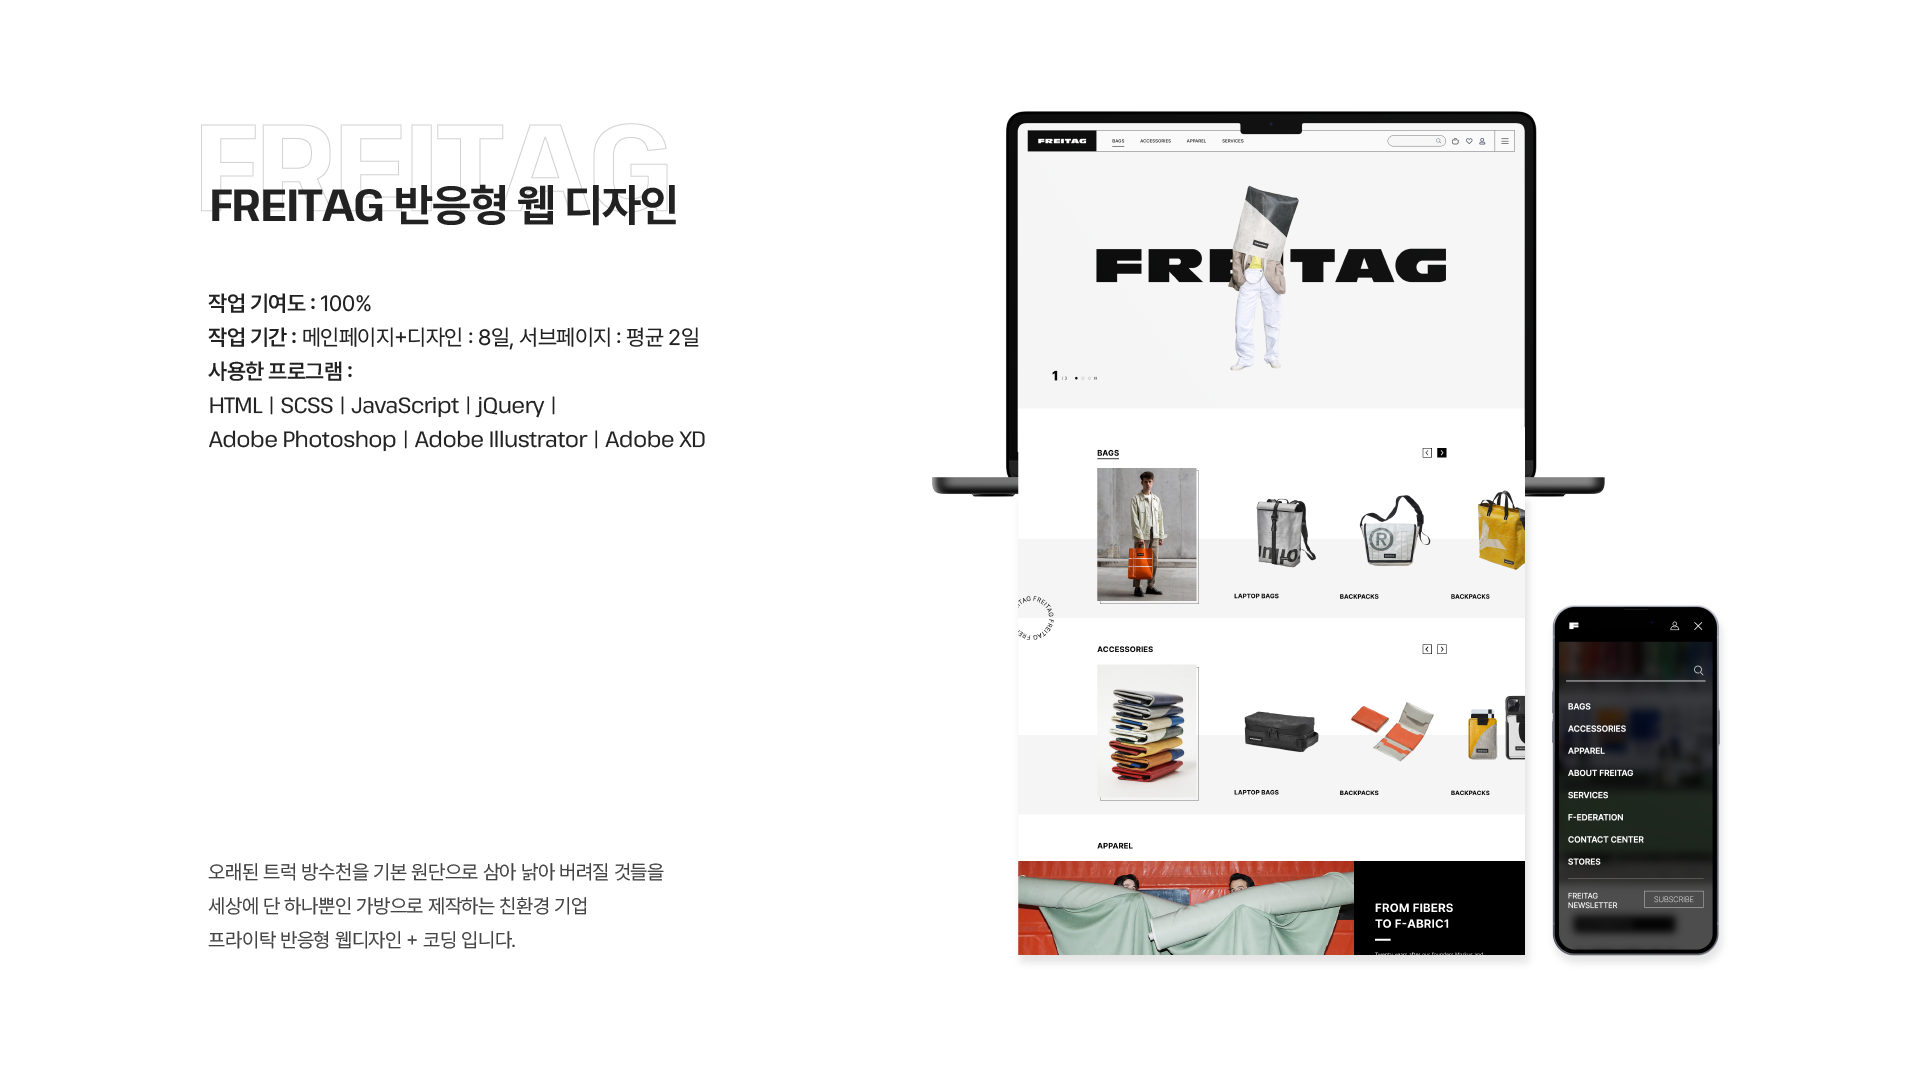 FREITAG
FREITAG 반응형 웹 디자인
작업 기여도 : 100%
작업 기간 : 메인페이지+디자인 : 8일, 서브페이지 : 평균 2일
사용한 프로그램 :
HTML | SCSS | JavaScript | jQuery |
Adobe Photoshop | Adobe Illustrator | Adobe XD
오래된 트럭 방수천을 기본 원단으로 삼아 낡아 버려질 것들을
세상에 단 하나뿐인 가방으로 제작하는 친환경 기업
프라이탁 반응형 웹디자인 + 코딩 입니다.
FREITAG BAGS ACCESSORIES APPAREL SERVICES
FREITAG
1
BAGS
LAPTOP BAGS BACKPACKS BACKPACKS
FREITAG FREITAG
ACCESSORIES
LAPTOP BAGS BACKPACKS BACKPACKS
APPAREL
FROM FIBERS
TO F-ABRIC1
F
BAGS
ACCESSORIES
APPAREL
ABOUT FREITAG
SERVICES
F-EDERATION
CONTACT CENTER
STORES
FREITAG
NEWSLETTER
SUBSCRIBE